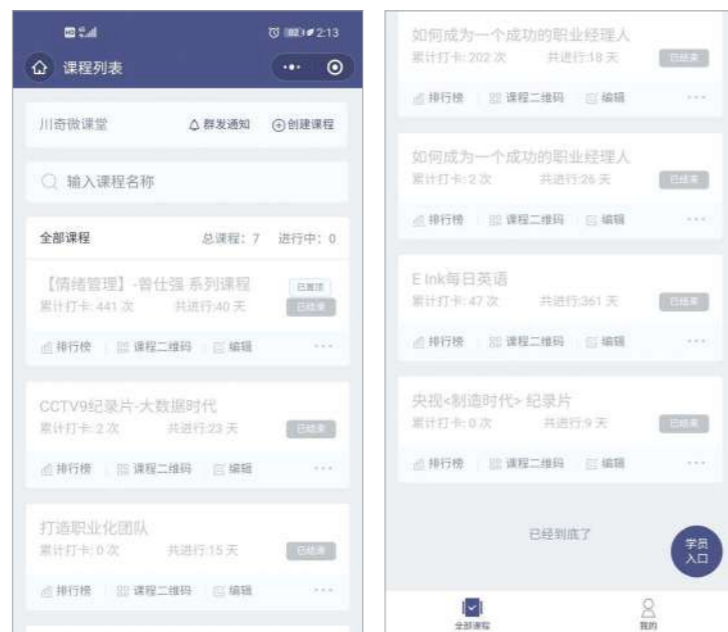 HD 2:13
课程列表
川奇微课堂 群发通知 创建课程
输入课程名称
全部课程 总课程：7 进行中：0
【情绪管理】-曾仕强 系列课程 已置顶
累计打卡: 441 次 共进行:40 天 已结束
排行榜 课程二维码 编辑
CCTV9纪录片-大数据时代
累计打卡: 2 次 共进行:23 天 已结束
排行榜 课程二维码 编辑
打造职业化团队
累计打卡: 0 次 共进行:15 天 已结束
排行榜 课程二维码 编辑
如何成为一个成功的职业经理人
累计打卡: 202 次 共进行:18 天 已结束
排行榜 课程二维码 编辑
如何成为一个成功的职业经理人
累计打卡: 2 次 共进行:26 天 已结束
排行榜 课程二维码 编辑
E Ink每日英语
累计打卡: 47 次 共进行:361 天 已结束
排行榜 课程二维码 编辑
央视<制造时代> 纪录片
累计打卡: 0 次 共进行:9 天 已结束
排行榜 课程二维码 编辑
已经到底了
学员
入口
全部课程 我的